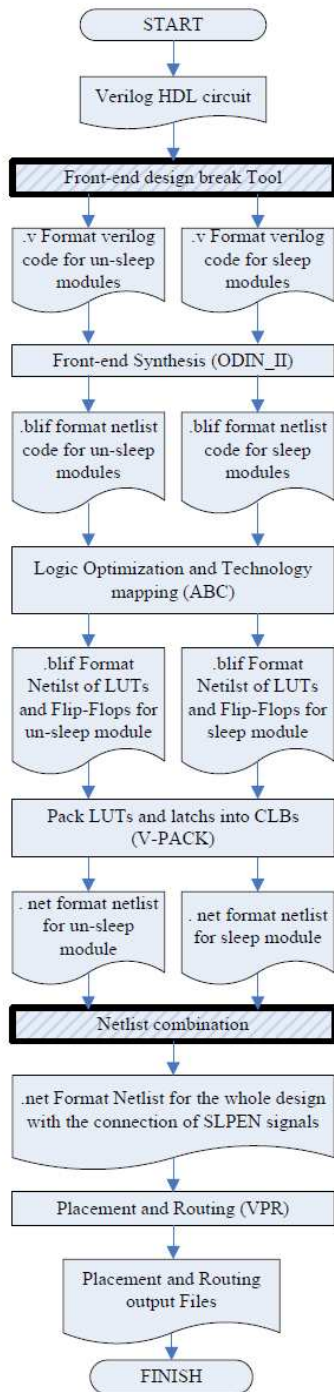 START
Verilog HDL circuit
Front-end design break Tool
.v Format verilog
code for un-sleep
modules
.v Format verilog
code for sleep
modules
Front-end Synthesis (ODIN_II)
.blif format netlist
code for un-sleep
modules
.blif format netlist
code for sleep
modules
Logic Optimization and Technology
mapping (ABC)
.blif Format
Netilst of LUTs
and Flip-Flops for
un-sleep module
.blif Format
Netilst of LUTs
and Flip-Flops for
sleep module
Pack LUTs and latchs into CLBs
(V-PACK)
. net format netlist
for un-sleep
module
. net format netlist
for sleep module
Netlist combination
.net Format Netlist for the whole design
with the connection of SLPEN signals
Placement and Routing (VPR)
Placement and Routing
output Files
FINISH